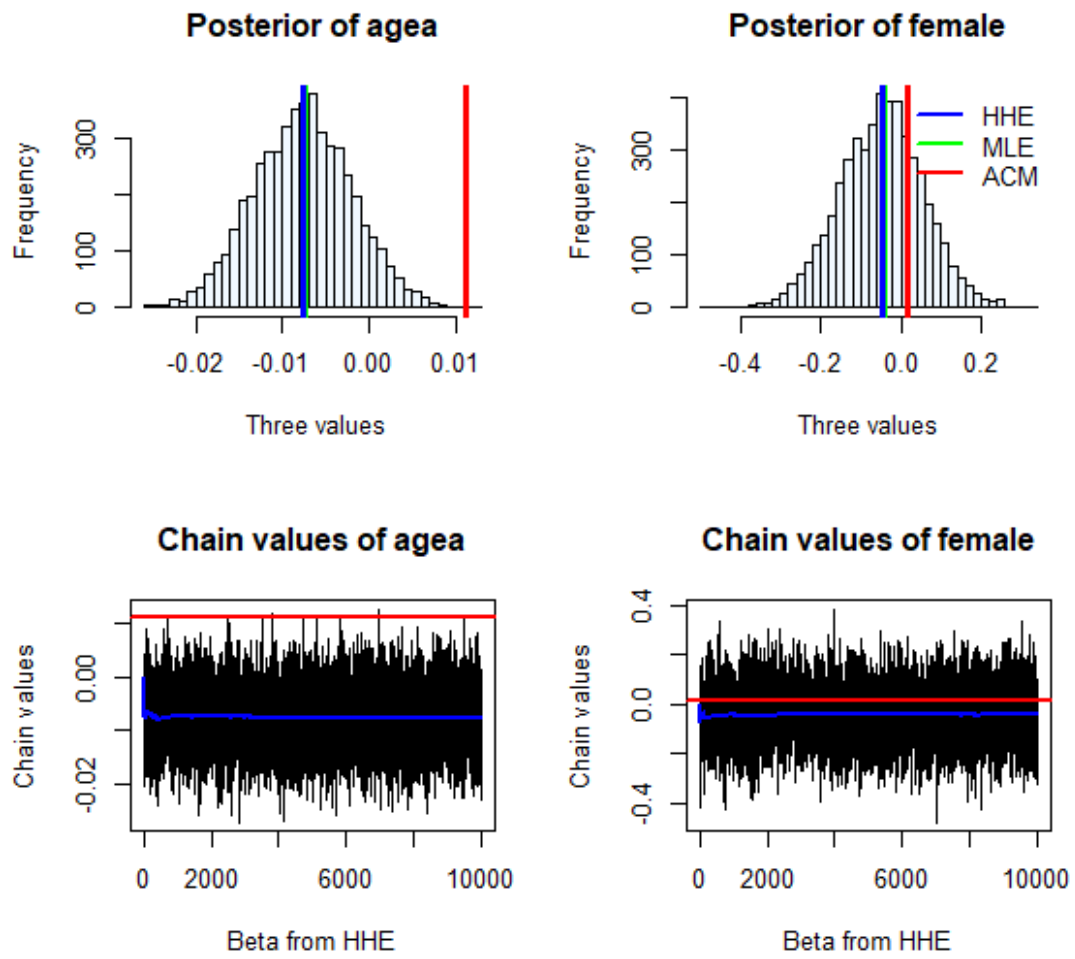 Posterior of agea
Frequency
0 100 300
-0.02 -0.01 0.00 0.01
Three values
Posterior of female
Frequency
0 100 300
-0.4 -0.2 0.0 0.2
Three values
HHE
MLE
ACM
Chain values of agea
Chain values
-0.02 0.00
0 2000 6000 10000
Beta from HHE
Chain values of female
Chain values
-0.4 0.0 0.4
0 2000 6000 10000
Beta from HHE